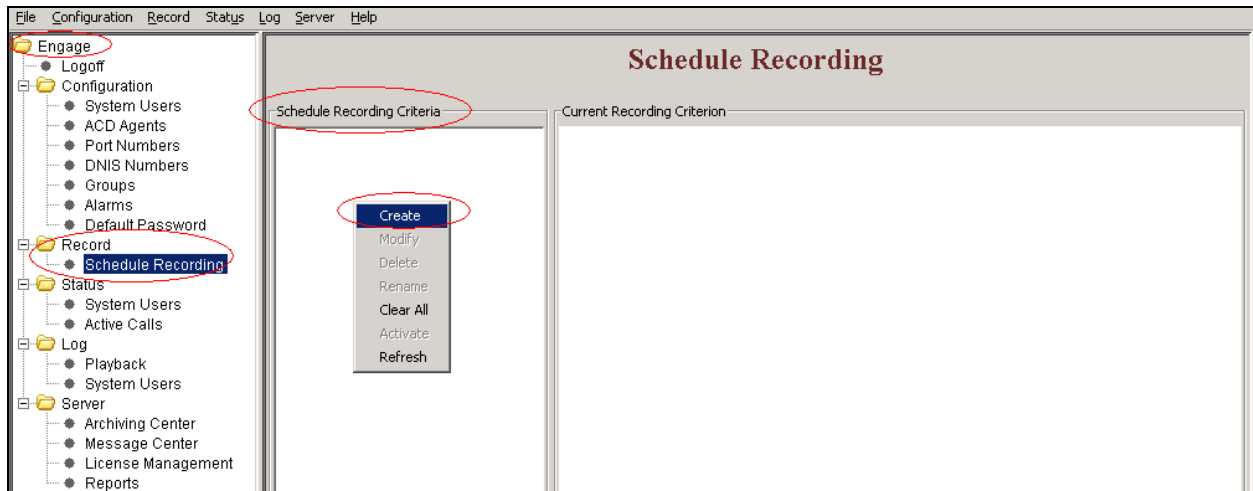 File Configuration Record Status Log Server Help
Engage
Logoff
Configuration
System Users
ACD Agents
Port Numbers
DNIS Numbers
Groups
Alarms
Default Password
Record
Schedule Recording
Status
System Users
Active Calls
Log
Playback
System Users
Server
Archiving Center
Message Center
License Management
Reports
Schedule Recording
Schedule Recording Criteria
Create
Modify
Delete
Rename
Clear All
Activate
Refresh
Current Recording Criterion